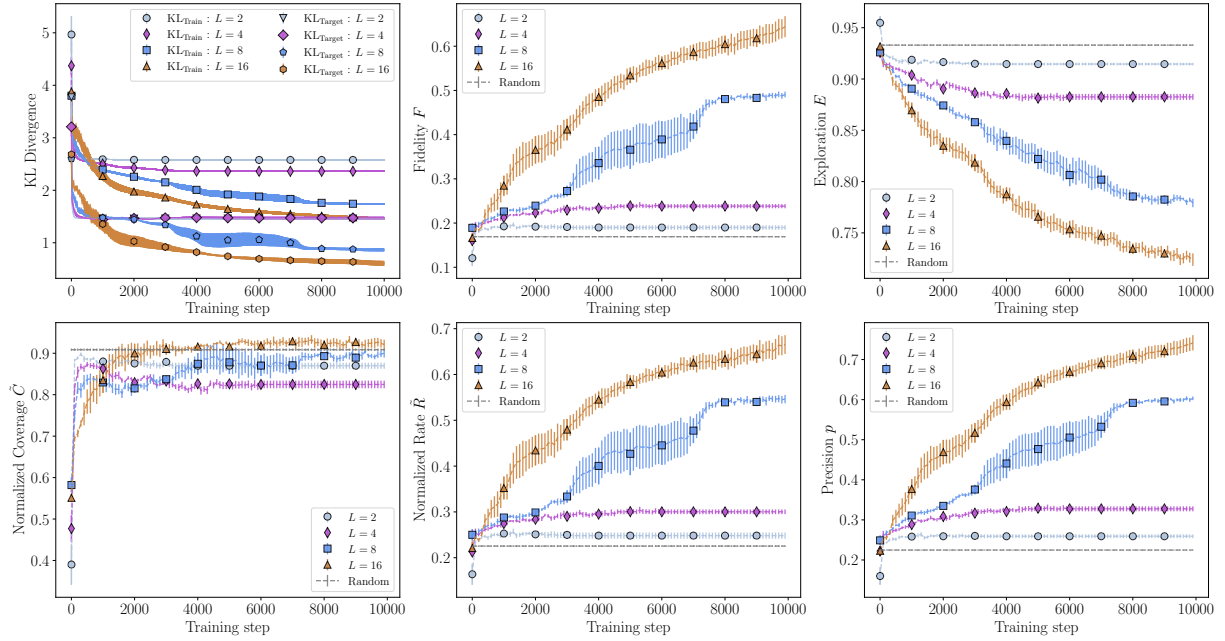 KL Divergence
5
4
3
2
1
KL_Train : L = 2
KL_Train : L = 4
KL_Train : L = 8
KL_Train : L = 16
KL_Target : L = 2
KL_Target : L = 4
KL_Target : L = 8
KL_Target : L = 16
0 2000 4000 6000 8000 10000
Training step
Fidelity F
0.6
0.5
0.4
0.3
0.2
0.1
L = 2
L = 4
L = 8
L = 16
Random
0 2000 4000 6000 8000 10000
Training step
Exploration E
0.95
0.90
0.85
0.80
0.75
L = 2
L = 4
L = 8
L = 16
Random
0 2000 4000 6000 8000 10000
Training step
Normalized Coverage C̃
0.9
0.8
0.7
0.6
0.5
0.4
L = 2
L = 4
L = 8
L = 16
Random
0 2000 4000 6000 8000 10000
Training step
Normalized Rate R̃
0.7
0.6
0.5
0.4
0.3
0.2
L = 2
L = 4
L = 8
L = 16
Random
0 2000 4000 6000 8000 10000
Training step
Precision p
0.7
0.6
0.5
0.4
0.3
0.2
L = 2
L = 4
L = 8
L = 16
Random
0 2000 4000 6000 8000 10000
Training step